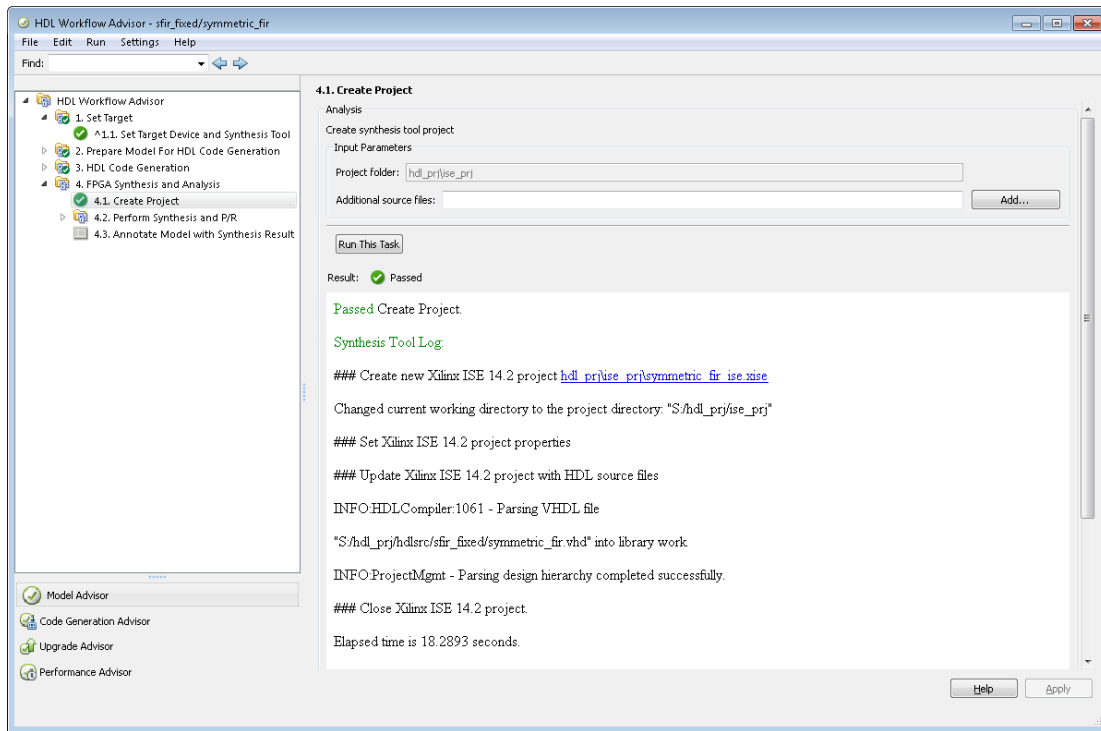 HDL Workflow Advisor - sfir_fixed/symmetric_fir
File Edit Run Settings Help
Find:
HDL Workflow Advisor
1. Set Target
^1.1. Set Target Device and Synthesis Tool
2. Prepare Model For HDL Code Generation
3. HDL Code Generation
4. FPGA Synthesis and Analysis
4.1. Create Project
4.2. Perform Synthesis and P/R
4.3. Annotate Model with Synthesis Result
Model Advisor
Code Generation Advisor
Upgrade Advisor
Performance Advisor
4.1. Create Project
Analysis
Create synthesis tool project
Input Parameters
Project folder: hdl_prj\ise_prj
Additional source files: Add...
Run This Task
Result: Passed
Passed Create Project.
Synthesis Tool Log:
### Create new Xilinx ISE 14.2 project hdl_prj\ise_prj\symmetric_fir_ise.xise
Changed current working directory to the project directory: "S:/hdl_prj/ise_prj"
### Set Xilinx ISE 14.2 project properties
### Update Xilinx ISE 14.2 project with HDL source files
INFO:HDLCompiler:1061 - Parsing VHDL file
"S:/hdl_prj/hdlsrc/sfir_fixed/symmetric_fir.vhd" into library work
INFO:ProjectMgmt - Parsing design hierarchy completed successfully.
### Close Xilinx ISE 14.2 project.
Elapsed time is 18.2893 seconds.
Help Apply